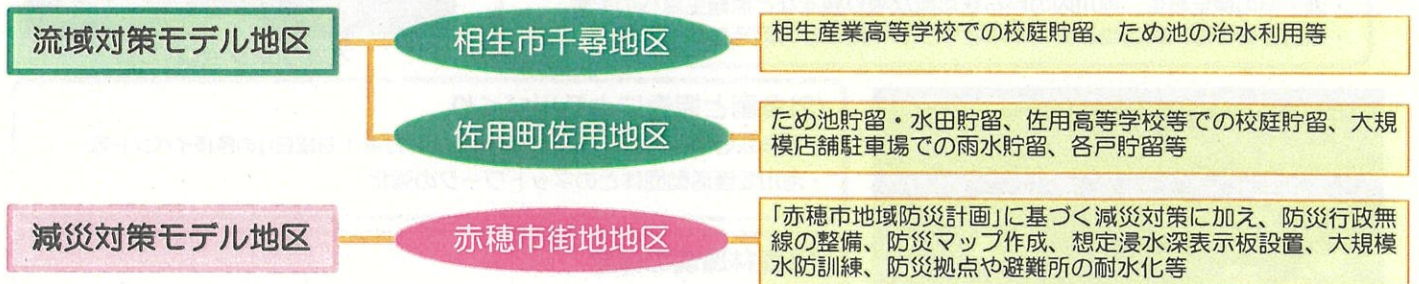 流域対策モデル地区
相生市千尋地区
相生産業高等学校での校庭貯留、ため池の治水利用等
佐用町佐用地区
ため池貯留・水田貯留、佐用高等学校等での校庭貯留、大規
模店舗駐車場での雨水貯留、各戸貯留等
減災対策モデル地区
赤穂市街地地区
「赤穂市地域防災計画」に基づく減災対策に加え、防災行政無
線の整備、防災マップ作成、想定浸水深表示板設置、大規模
水防訓練、防災拠点や避難所の耐水化等